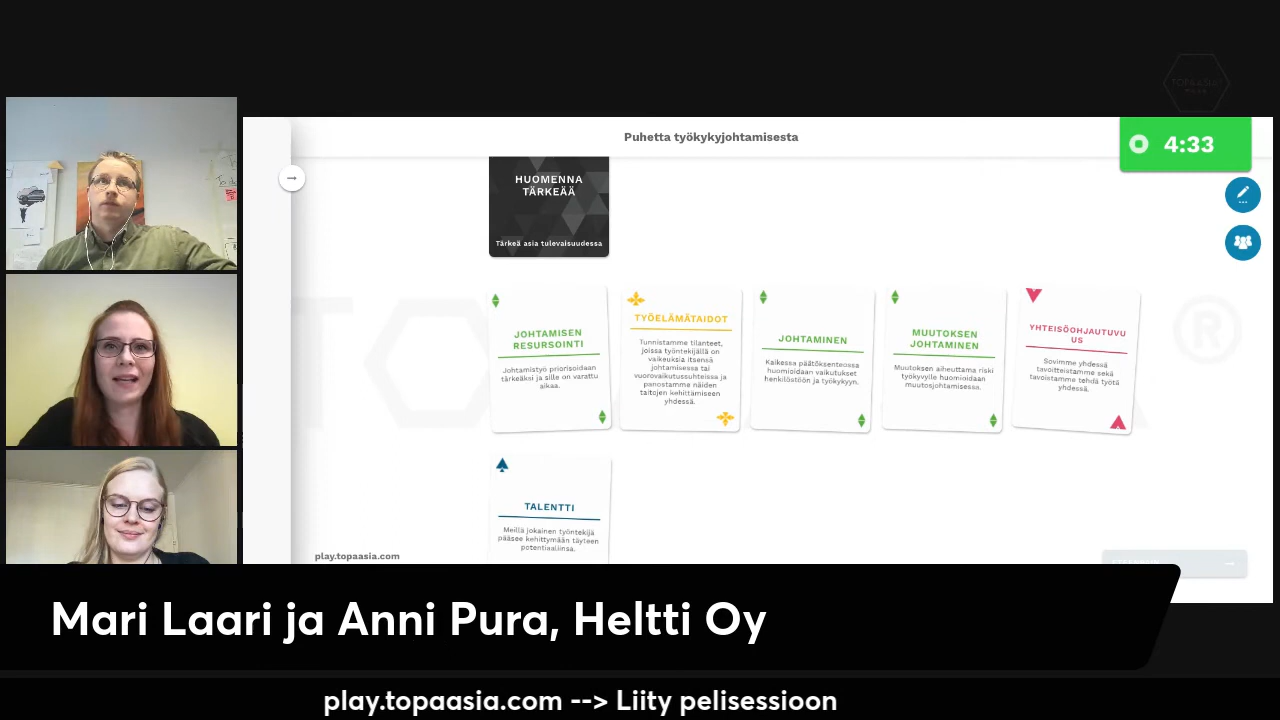 TOPAASIA
Puhetta työkykyjohtamisesta
4:33
HUOMENNA
TÄRKEÄÄ
Tärkeä asia tulevaisuudessa
JOHTAMISEN
RESURSOINTI
Johtamistyö priorisoidaan
tärkeäksi ja sille on varattu
aikaa.
TYÖELÄMÄTAIDOT
Tunnistamme tilanteet,
joissa työntekijällä on
vaikeuksia itsensä
johtamisessa tai
vuorovaikutussuhteissa ja
panostamme näiden
taitojen kehittämiseen
yhdessä.
JOHTAMINEN
Kaikessa päätöksenteossa
huomioidaan vaikutukset
henkilöstöön ja työkykyyn.
MUUTOKSEN
JOHTAMINEN
Muutoksen aiheuttama riski
työkyvylle huomioidaan
muutosjohtamisessa.
YHTEISÖOHJAUTUVU
US
Sovimme yhdessä
tavoitteistamme sekä
tavoistamme tehdä työtä
yhdessä.
TALENTTI
Meillä jokainen työntekijä
pääsee kehittymään täyteen
potentiaaliinsa.
play.topaasia.com
Mari Laari ja Anni Pura, Heltti Oy
play.topaasia.com --> Liity pelisessioon